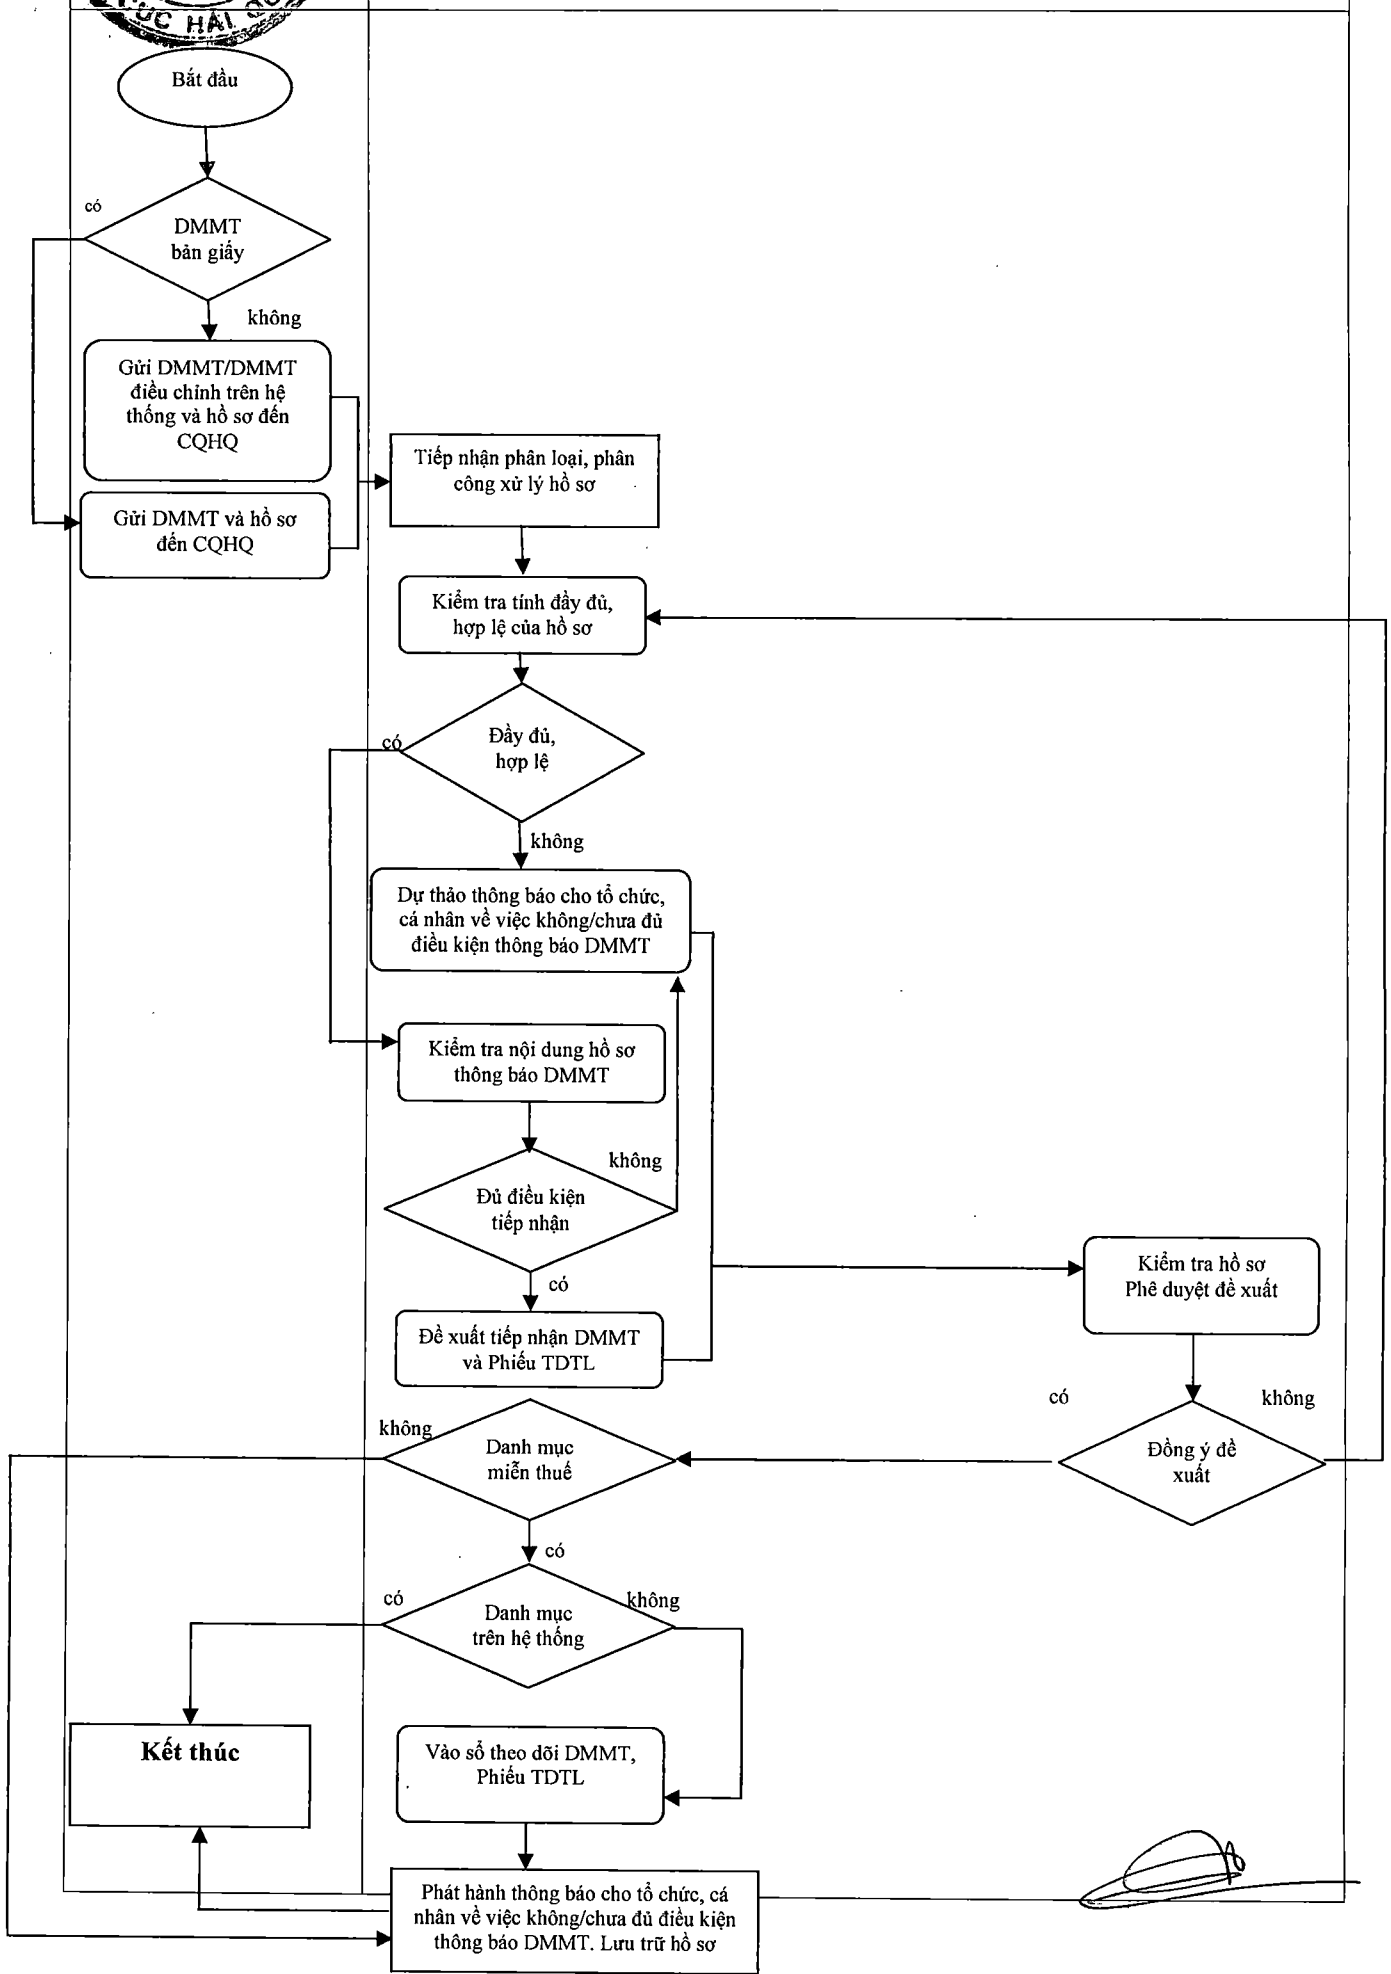 CỤC HẢI QU
Bắt đầu
có
DMMT
bản giấy
không
Gửi DMMT/DMMT
điều chỉnh trên hệ
thống và hồ sơ đến
CQHQ
Gửi DMMT và hồ sơ
đến CQHQ
Tiếp nhận phân loại, phân
công xử lý hồ sơ
Kiểm tra tính đầy đủ,
hợp lệ của hồ sơ
có
Đầy đủ,
hợp lệ
không
Dự thảo thông báo cho tổ chức,
cá nhân về việc không/chưa đủ
điều kiện thông báo DMMT
Kiểm tra nội dung hồ sơ
thông báo DMMT
không
Đủ điều kiện
tiếp nhận
có
Đề xuất tiếp nhận DMMT
và Phiếu TDTL
Kiểm tra hồ sơ
Phê duyệt đề xuất
có
không
Đồng ý đề
xuất
không
Danh mục
miễn thuế
có
có
không
Danh mục
trên hệ thống
Kết thúc
Vào sổ theo dõi DMMT,
Phiếu TDTL
Phát hành thông báo cho tổ chức, cá
nhân về việc không/chưa đủ điều kiện
thông báo DMMT. Lưu trữ hồ sơ